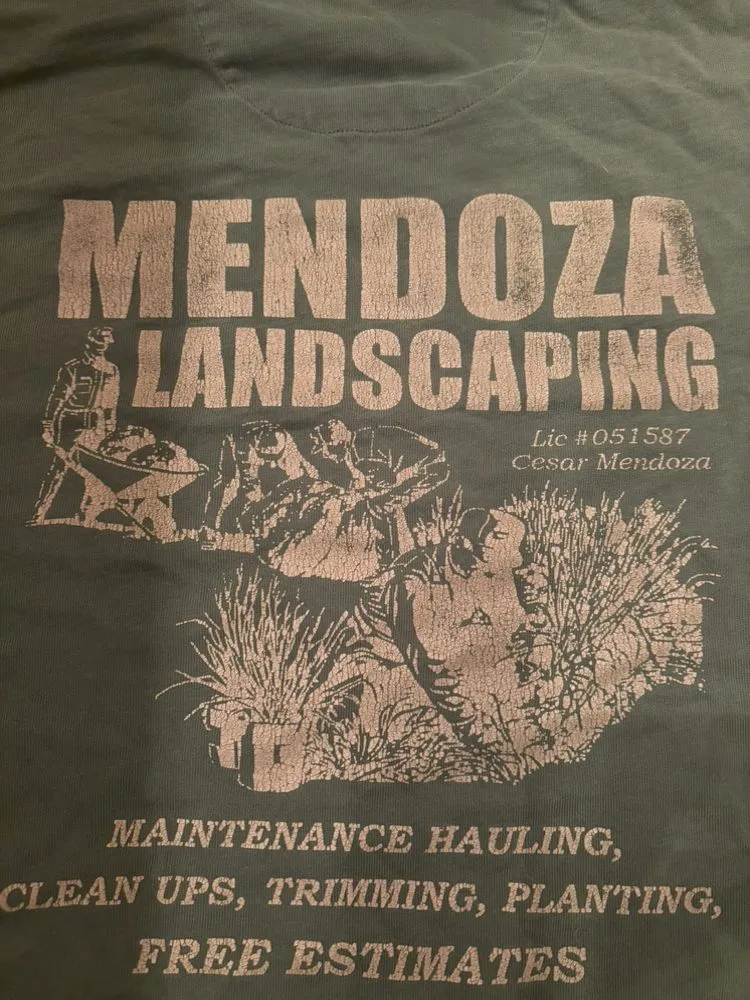 MENDOZA
LANDSCAPING
Lic #051587
Cesar Mendoza
MAINTENANCE HAULING,
CLEAN UPS, TRIMMING, PLANTING,
FREE ESTIMATES